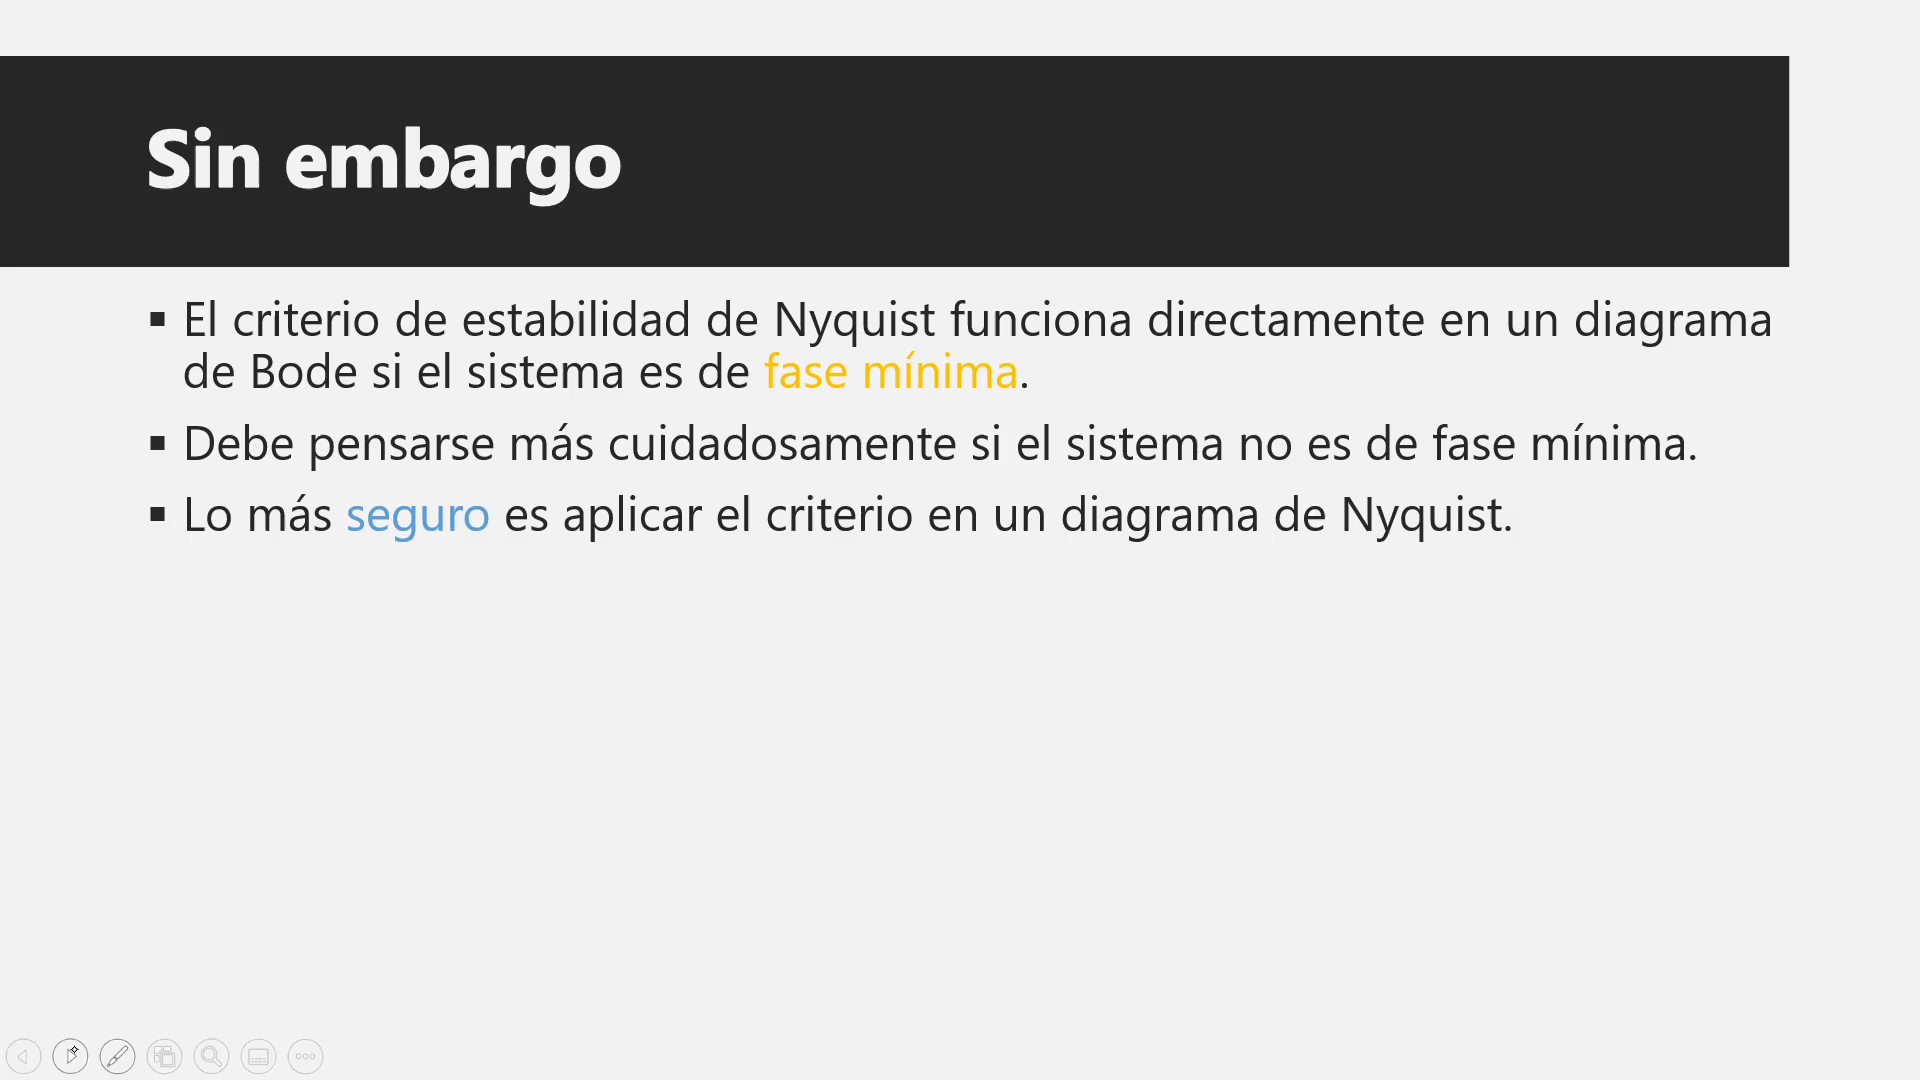 Sin embargo
▪ El criterio de estabilidad de Nyquist funciona directamente en un diagrama
de Bode si el sistema es de fase mínima.
▪ Debe pensarse más cuidadosamente si el sistema no es de fase mínima.
▪ Lo más seguro es aplicar el criterio en un diagrama de Nyquist.